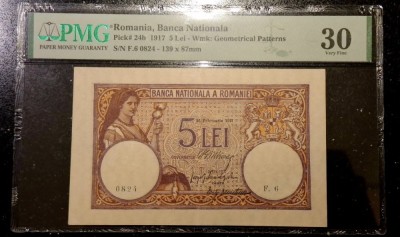 PMG
PAPER MONEY GUARANTY
Romania, Banca Nationala
Pick# 24b 1917 5 Lei - Wmk: Geometrical Patterns
S/N F.6 0824 - 139 x 87mm
30
Very Fine
BANCA NATIONALA A ROMANIEI
5 LEI
0824
F. 6